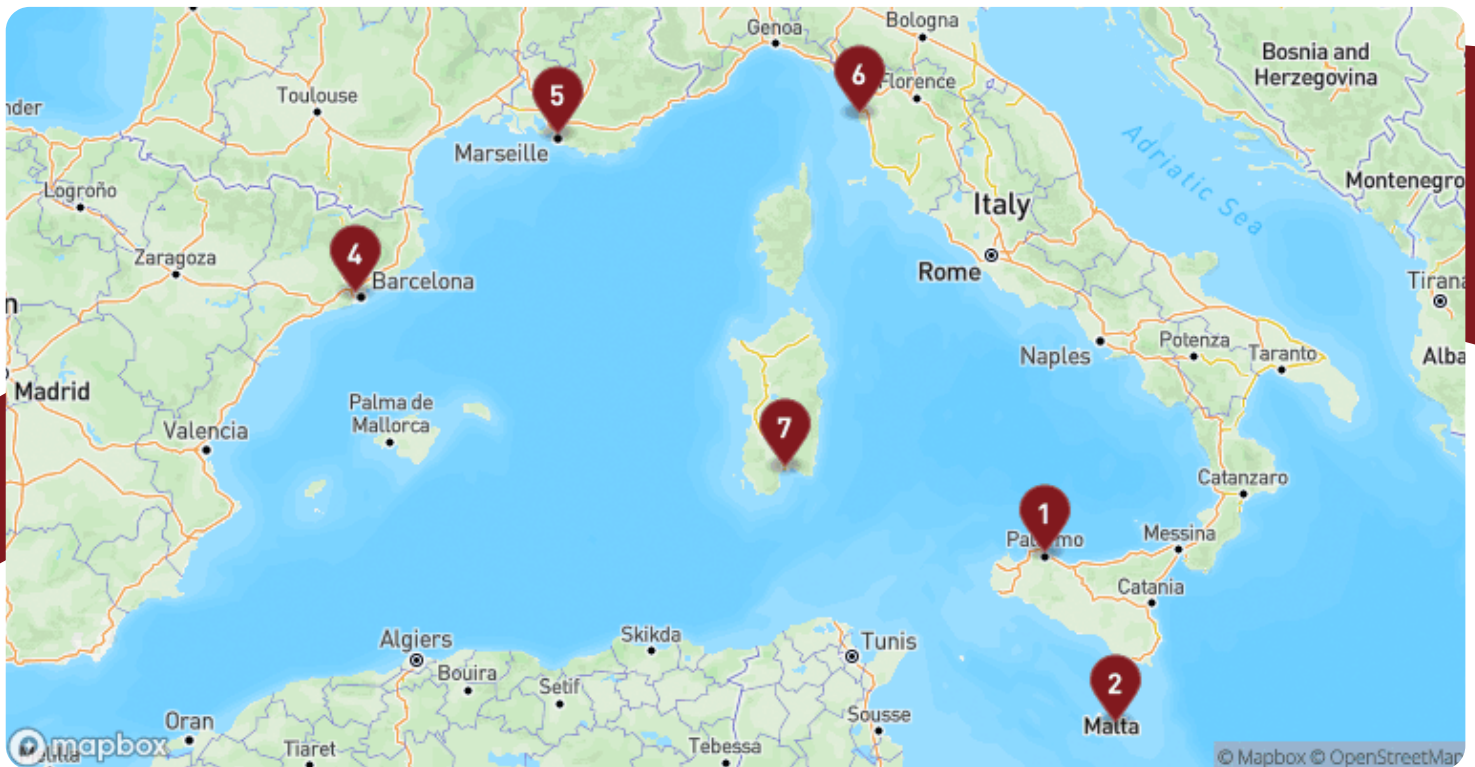 Bologna
Genoa
Bosnia and
Herzegovina
6
Florence
5
Toulouse
nder
Marseille
Adriatic Sea
Montenegro
Logroño
Italy
4
Zaragoza
Barcelona
Rome
Tirana
n
Potenza
Naples
Taranto
Alba
Madrid
Palma de
Mallorca
7
Valencia
Catanzaro
1
Palermo
Messina
Catania
Algiers
Skikda
Tunis
Bouira
Setif
2
Oran
Sousse
Malta
mapbox
Melilla
Tiaret
Tebessa
© Mapbox © OpenStreetMap